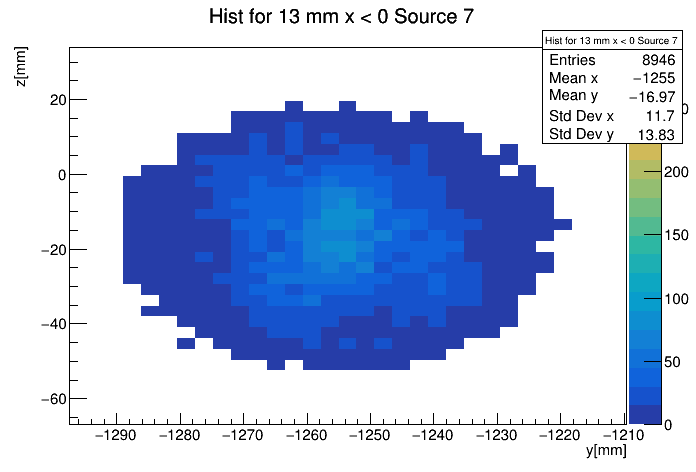 Hist for 13 mm x < 0 Source 7
z[mm]
Hist for 13 mm x < 0 Source 7
Entries 8946
Mean x −1255
Mean y −16.97
Std Dev x 11.7
Std Dev y 13.83
20
0
−20
−40
−60
0
200
150
100
50
0
−1290 −1280 −1270 −1260 −1250 −1240 −1230 −1220 −1210
y[mm]